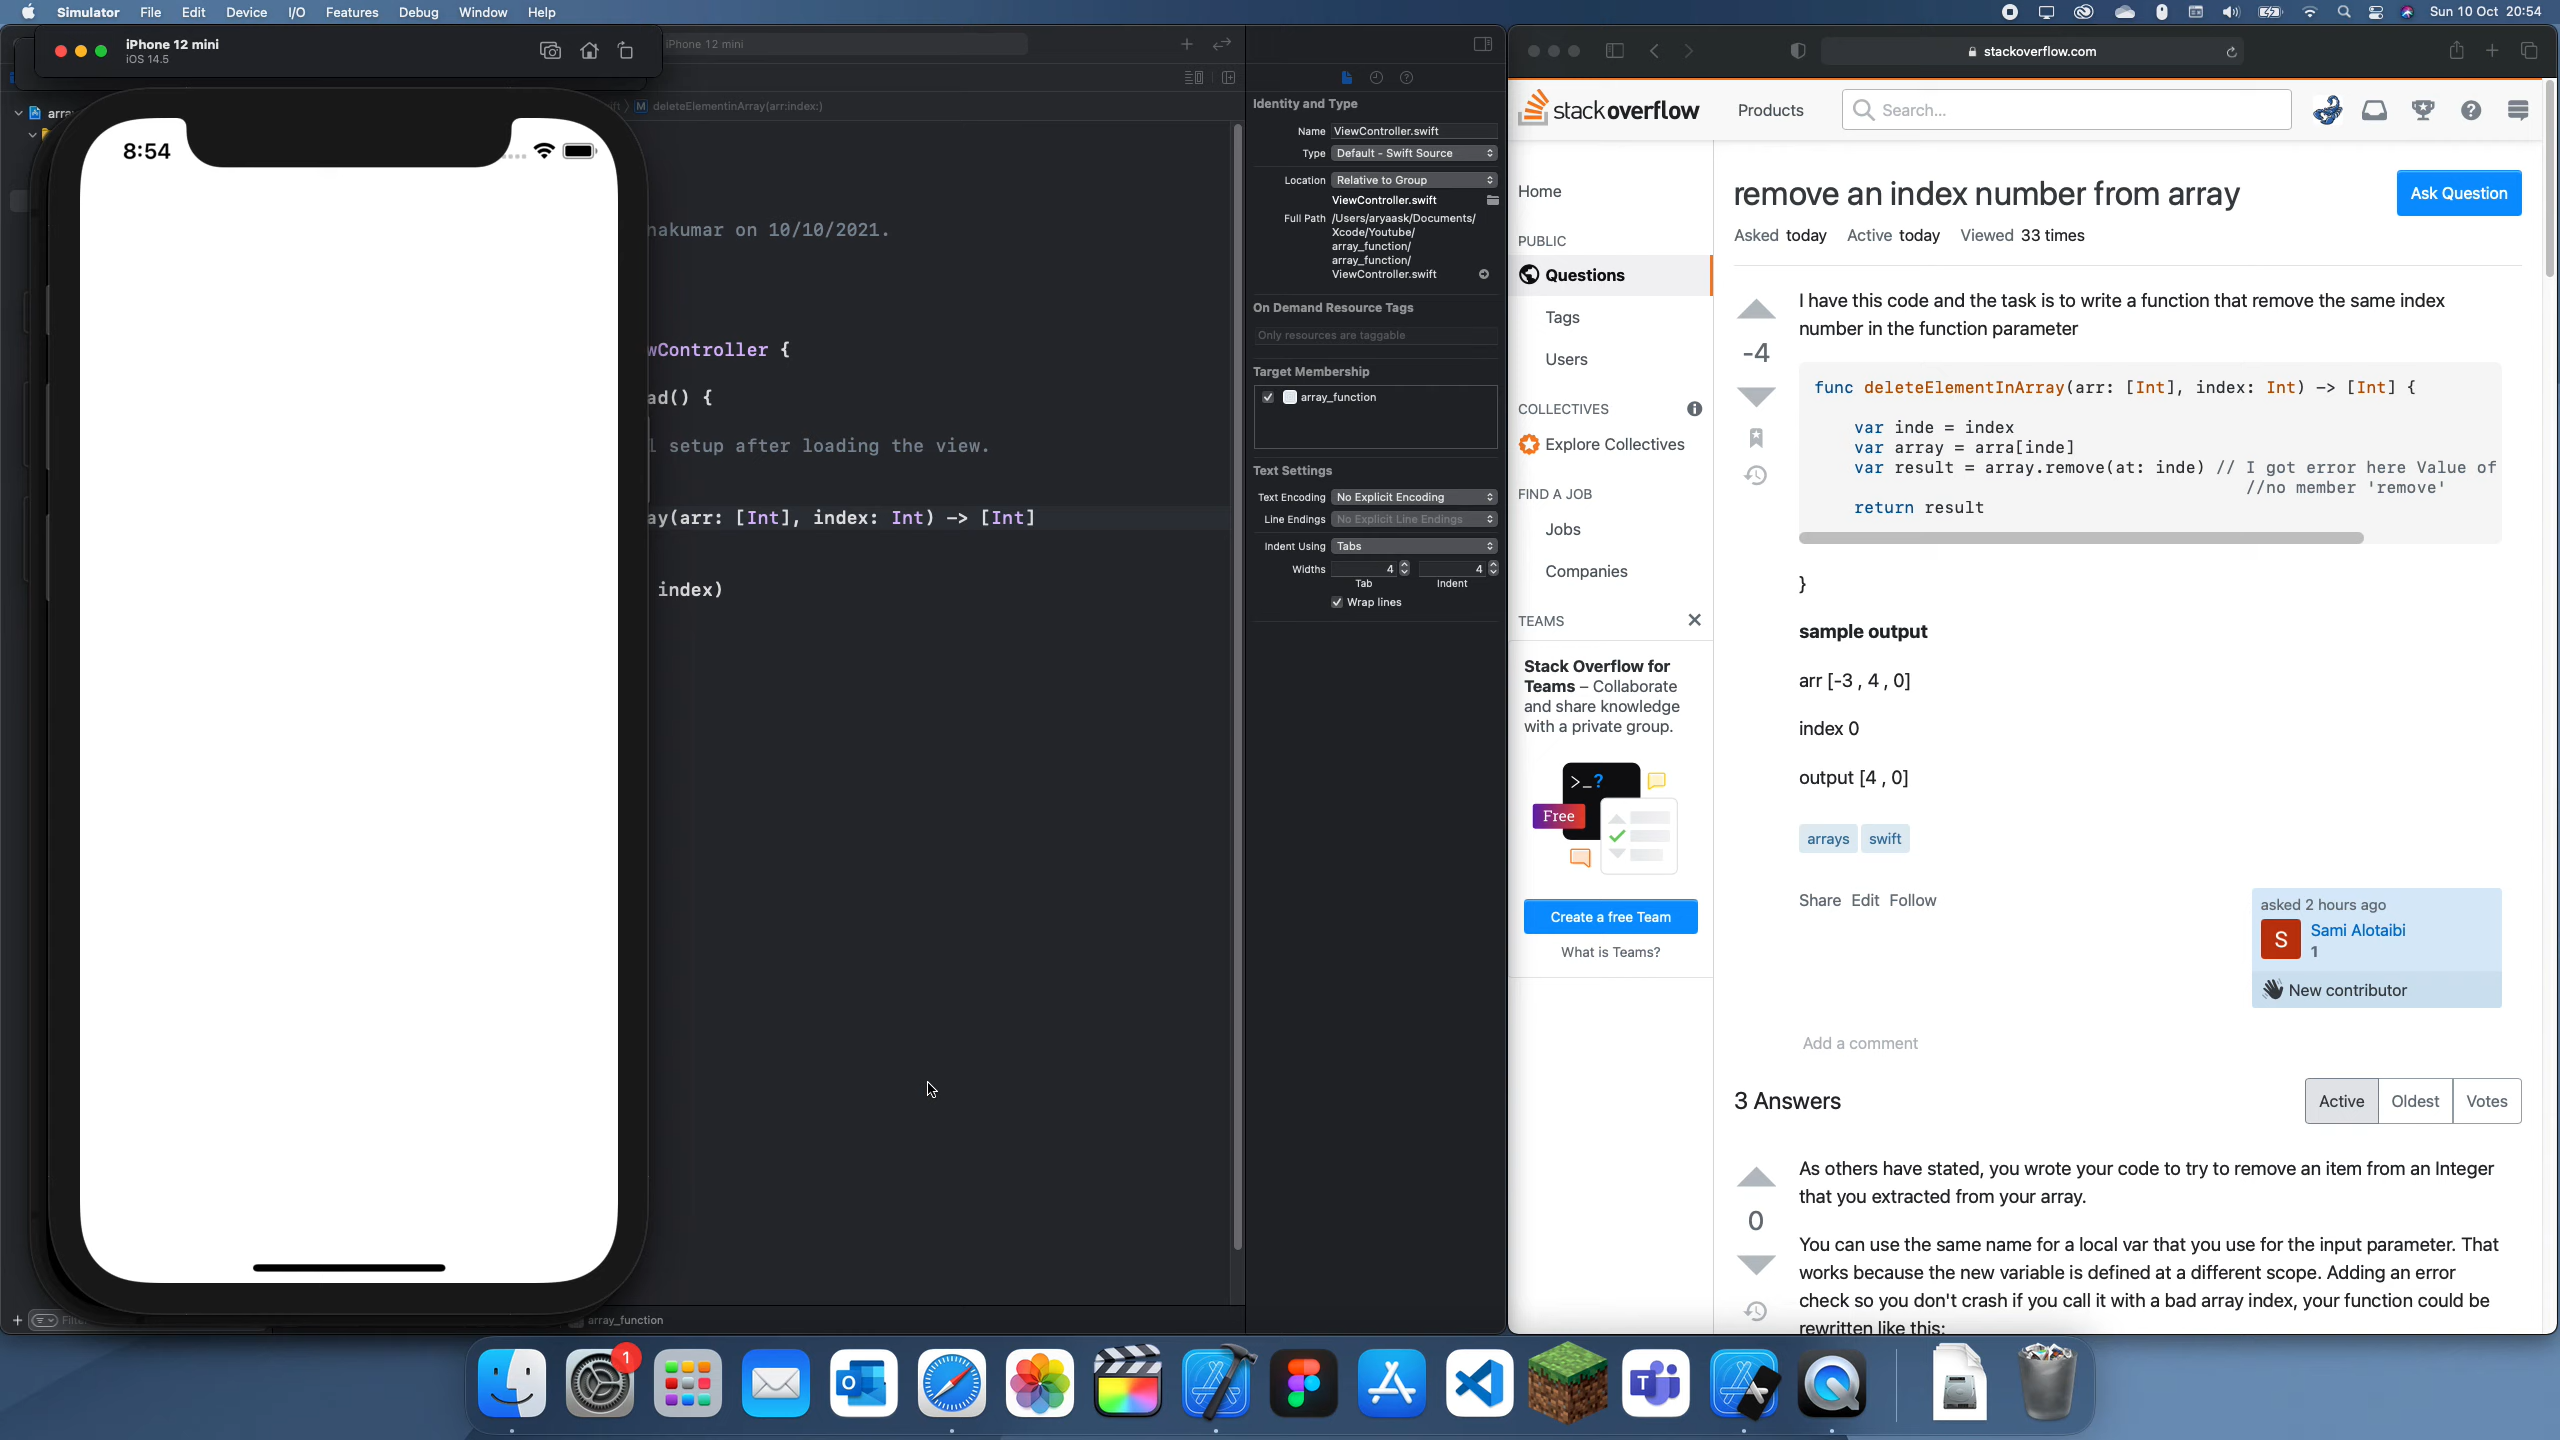 Simulator File Edit Device I/O Features Debug Window Help
Sun 10 Oct 20:54
iPhone 12 mini
iOS 14.5
8:54
iPhone 12 mini
M deleteElementinArray(arr:index:)
nakumar on 10/10/2021.
wController {
ad() {
l setup after loading the view.
ay(arr: [Int], index: Int) -> [Int]
index)
array_function
Identity and Type
Name ViewController.swift
Type Default - Swift Source
Location Relative to Group
ViewController.swift
Full Path /Users/aryaask/Documents/
Xcode/Youtube/
array_function/
array_function/
ViewController.swift
On Demand Resource Tags
Only resources are taggable
Target Membership
array_function
Text Settings
Text Encoding No Explicit Encoding
Line Endings No Explicit Line Endings
Indent Using Tabs
Widths 4 4
Tab Indent
Wrap lines
stackoverflow.com
stackoverflow Products Search...
Home
PUBLIC
Questions
Tags
Users
COLLECTIVES
Explore Collectives
FIND A JOB
Jobs
Companies
TEAMS
Stack Overflow for
Teams – Collaborate
and share knowledge
with a private group.
>_?
Free
Create a free Team
What is Teams?
remove an index number from array
Ask Question
Asked today Active today Viewed 33 times
I have this code and the task is to write a function that remove the same index
number in the function parameter
-4
func deleteElementInArray(arr: [Int], index: Int) -> [Int] {
var inde = index
var array = arra[inde]
var result = array.remove(at: inde) // I got error here Value of
//no member 'remove'
return result
}
sample output
arr [-3 , 4 , 0]
index 0
output [4 , 0]
arrays swift
Share Edit Follow
asked 2 hours ago
S Sami Alotaibi
1
New contributor
Add a comment
3 Answers
Active Oldest Votes
As others have stated, you wrote your code to try to remove an item from an Integer
that you extracted from your array.
0
You can use the same name for a local var that you use for the input parameter. That
works because the new variable is defined at a different scope. Adding an error
check so you don't crash if you call it with a bad array index, your function could be
rewritten like this:
1